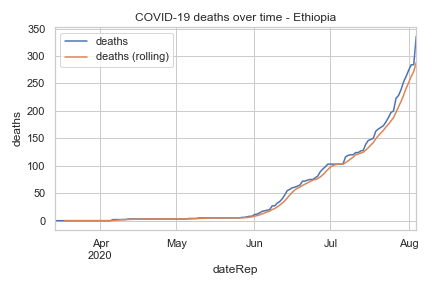 COVID-19 deaths over time - Ethiopia
deaths
deaths (rolling)
350
300
250
200
150
100
50
0
deaths
Apr
2020
May
Jun
Jul
Aug
dateRep